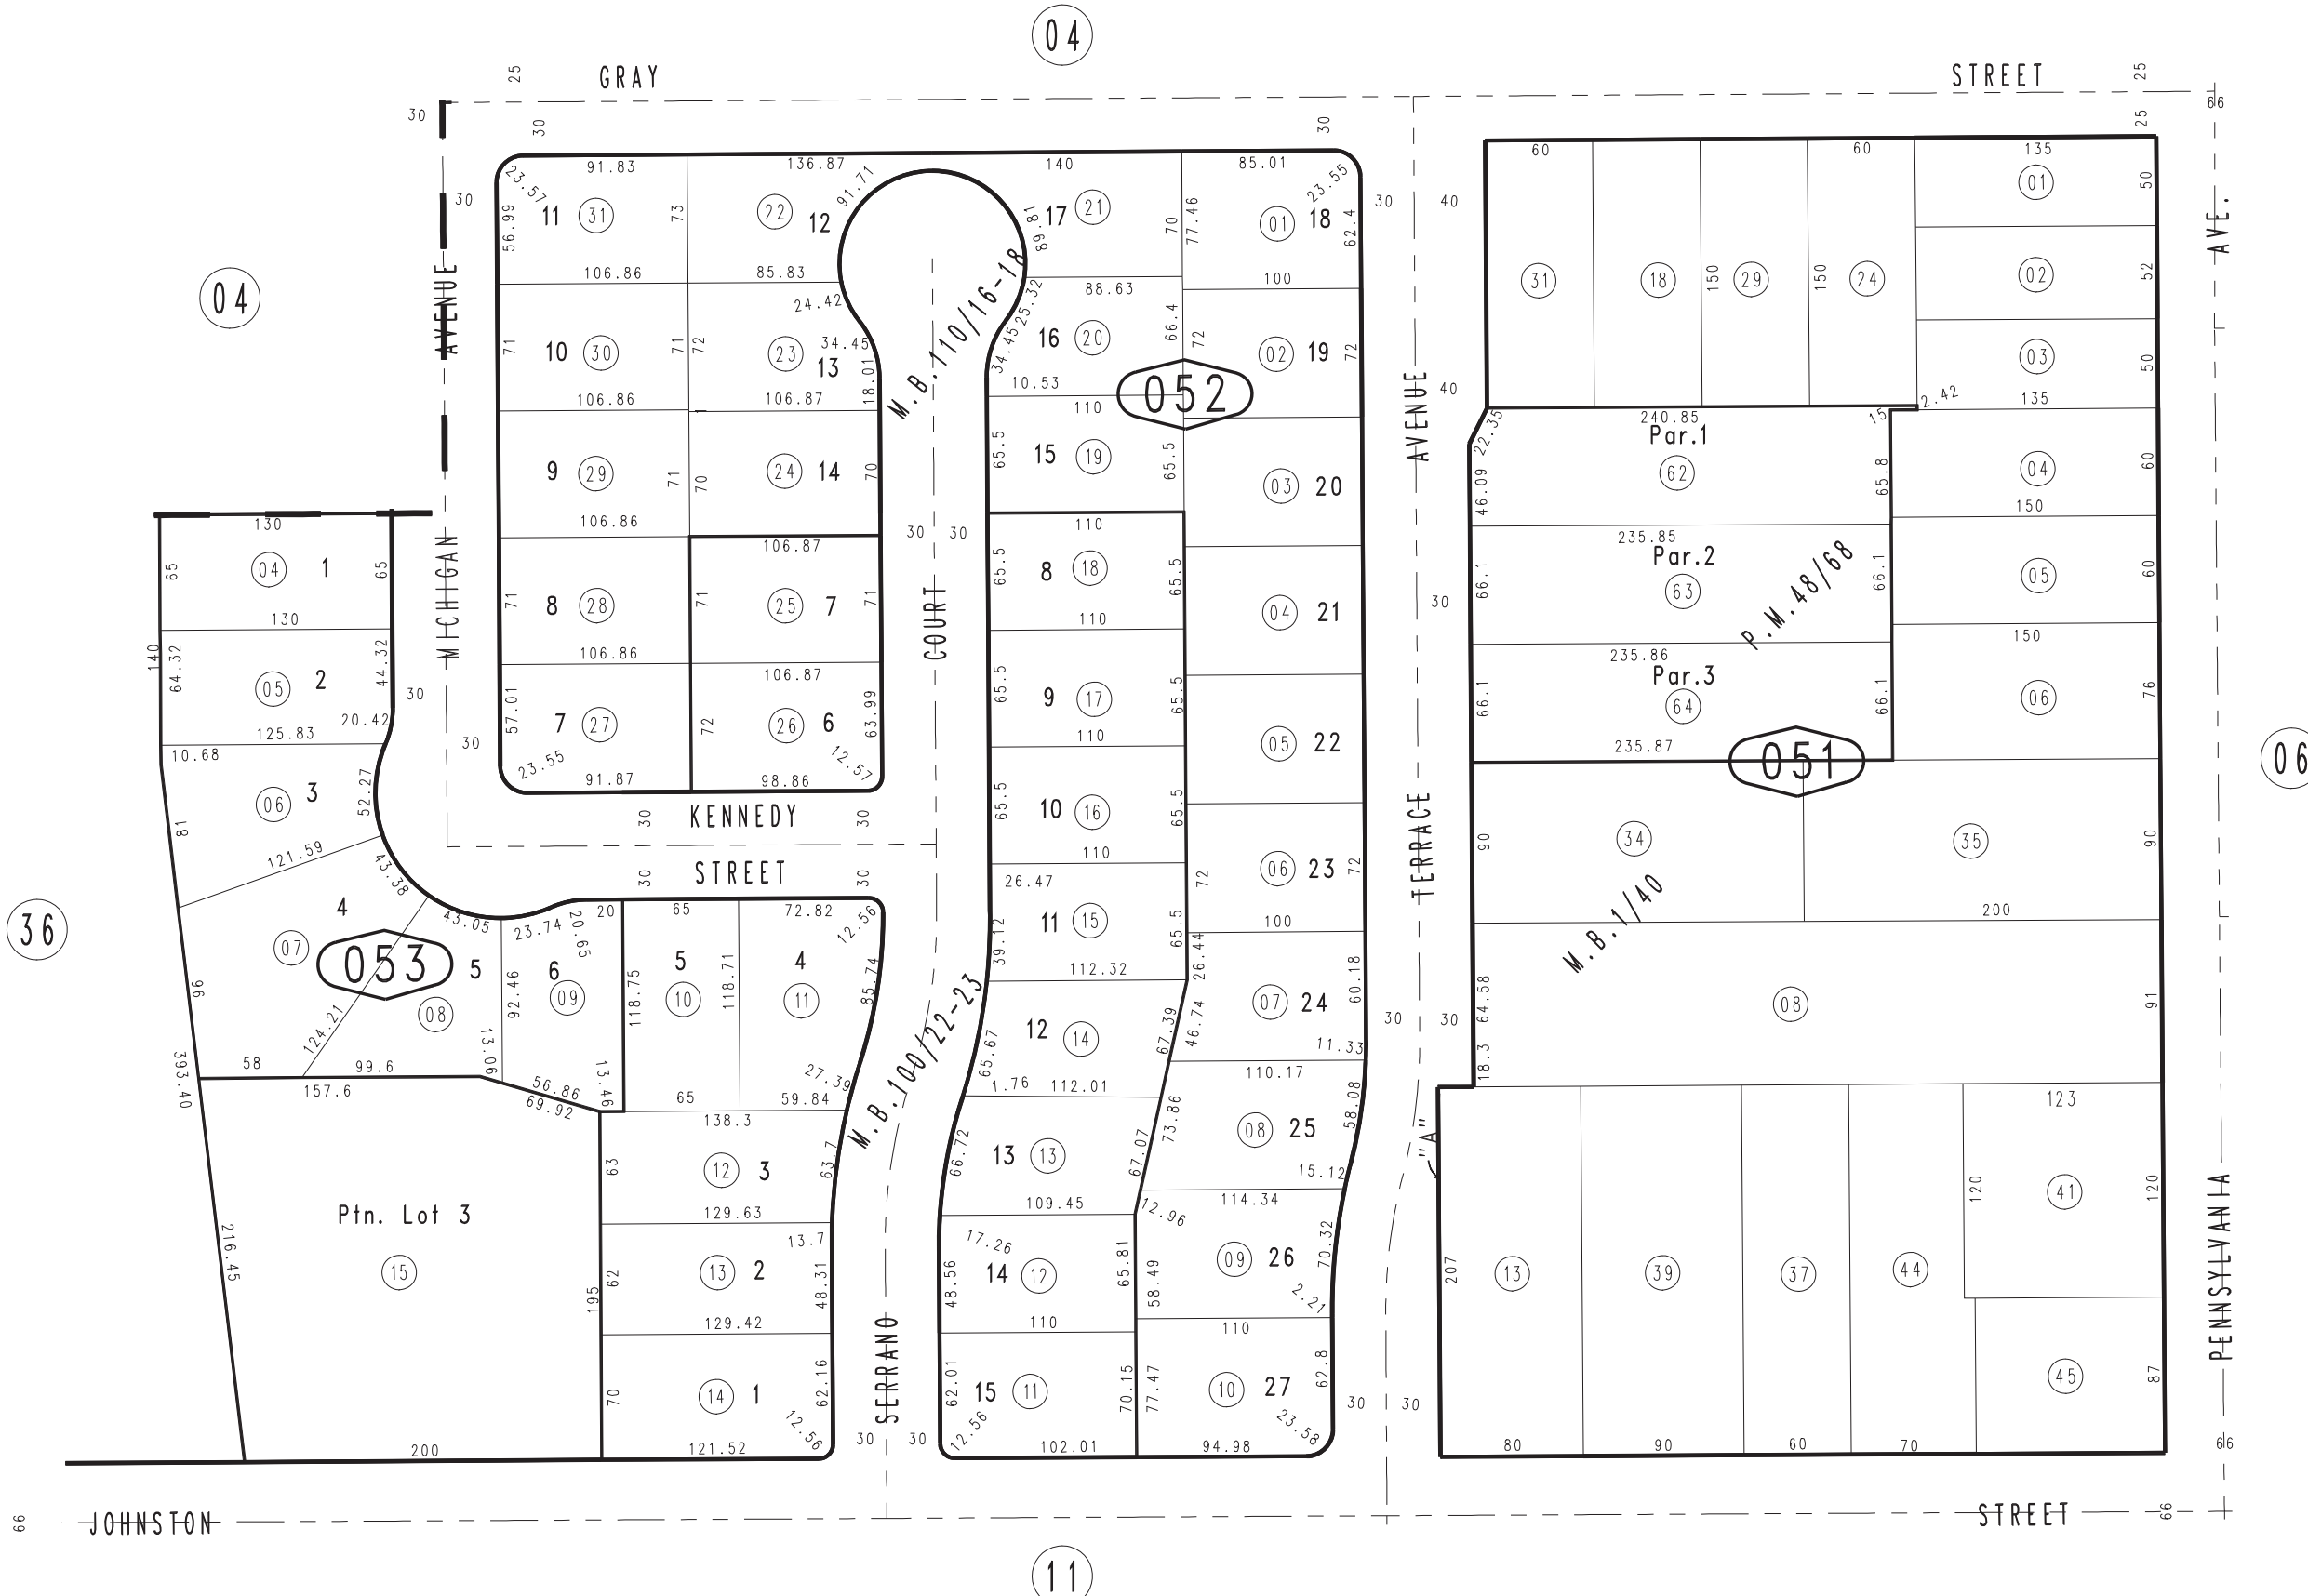 04
25 GRAY STREET 25
30 30 30 66 25
91.83 136.87 140 85.01 60 60 135
23.57 91.71 23.55 01 50
30 30 40
11 31 73 22 12 89.81 17 21 70 77.46 01 18 62.4
56.99 AVE.
106.86 85.83 24.42 88.63 100
04 AVENUE
31 18 150 29 150 24 02 52
M.B.110/16-18
25.32
71 10 30 71 72 23 34.45 13 18.01 34.45 16 20 66.4 72 02 19 72
03 50
106.86 106.87 10.53 110 052 AVENUE 40
22.35 240.85 15 2.42 135
Par.1
9 29 71 70 24 14 70 65.5 15 19 65.5 03 20
46.09 62 65.8 04 60
106.86 150
130 106.87 30 30 110
235.85
Par.2
65 04 1 65 MICHIGAN 71 8 28 71 25 7 71 COURT 65.5 8 18 65.5 04 21 30 66.1 63 66.1 P.M.48/68 05 60
130 106.86 106.87 110 235.86 150
Par.3
140 64.32 05 2 44.32 30 65.5 9 17 65.5
66.1 64 66.1 06 76
125.83 20.42 57.01 7 27 72 26 6 63.99 110 05 22 235.87 051
10.68 30 23.55 91.87 98.86 12.57
06
06 3 52.27 30 KENNEDY 30 65.5 10 16 65.5 TERRACE
81 121.59 43.38 110 90 34 35 90
30 STREET 30 26.47 72 06 23 72
36 4 43.05 23.74 20.65 20 65 72.82 12.56 39.12 11 15 65.5 100 M.B.1/40 200
07 053 5 6 09 5 4 112.32 26.44
96 08 92.46 118.75 10 118.71 11 85.74 07 24 60.18 30 30 64.58 08 91
124.21 13.06 M.B.100/22-23 65.67 12 14 67.39 46.74 11.33
393.40 58 99.6 13.46 27.39 110.17 18.3
157.6 56.86 65 59.84 1.76 112.01
69.92 138.3 58.08 123
63 12 3 63.7 66.72 13 13 67.07 73.86 08 25 15.12 "A"
120 41 120
Ptn. Lot 3 129.63 109.45 12.96 114.34
PENNSYLVANIA
216.45 15 62 13 2 13.7 48.31 48.56 17.26 14 12 65.81 58.49 09 26 70.32 2.21 207 13 39 37 44
195 129.42 SERRANO 110 110
70 14 1 62.16 12.56 62.01 15 11 70.15 77.47 10 27 62.8 30 30 45 87
200 121.52 30 30 12.56 102.01 94.98 23.58 80 90 60 70 66
66 JOHNSTON STREET 66
11